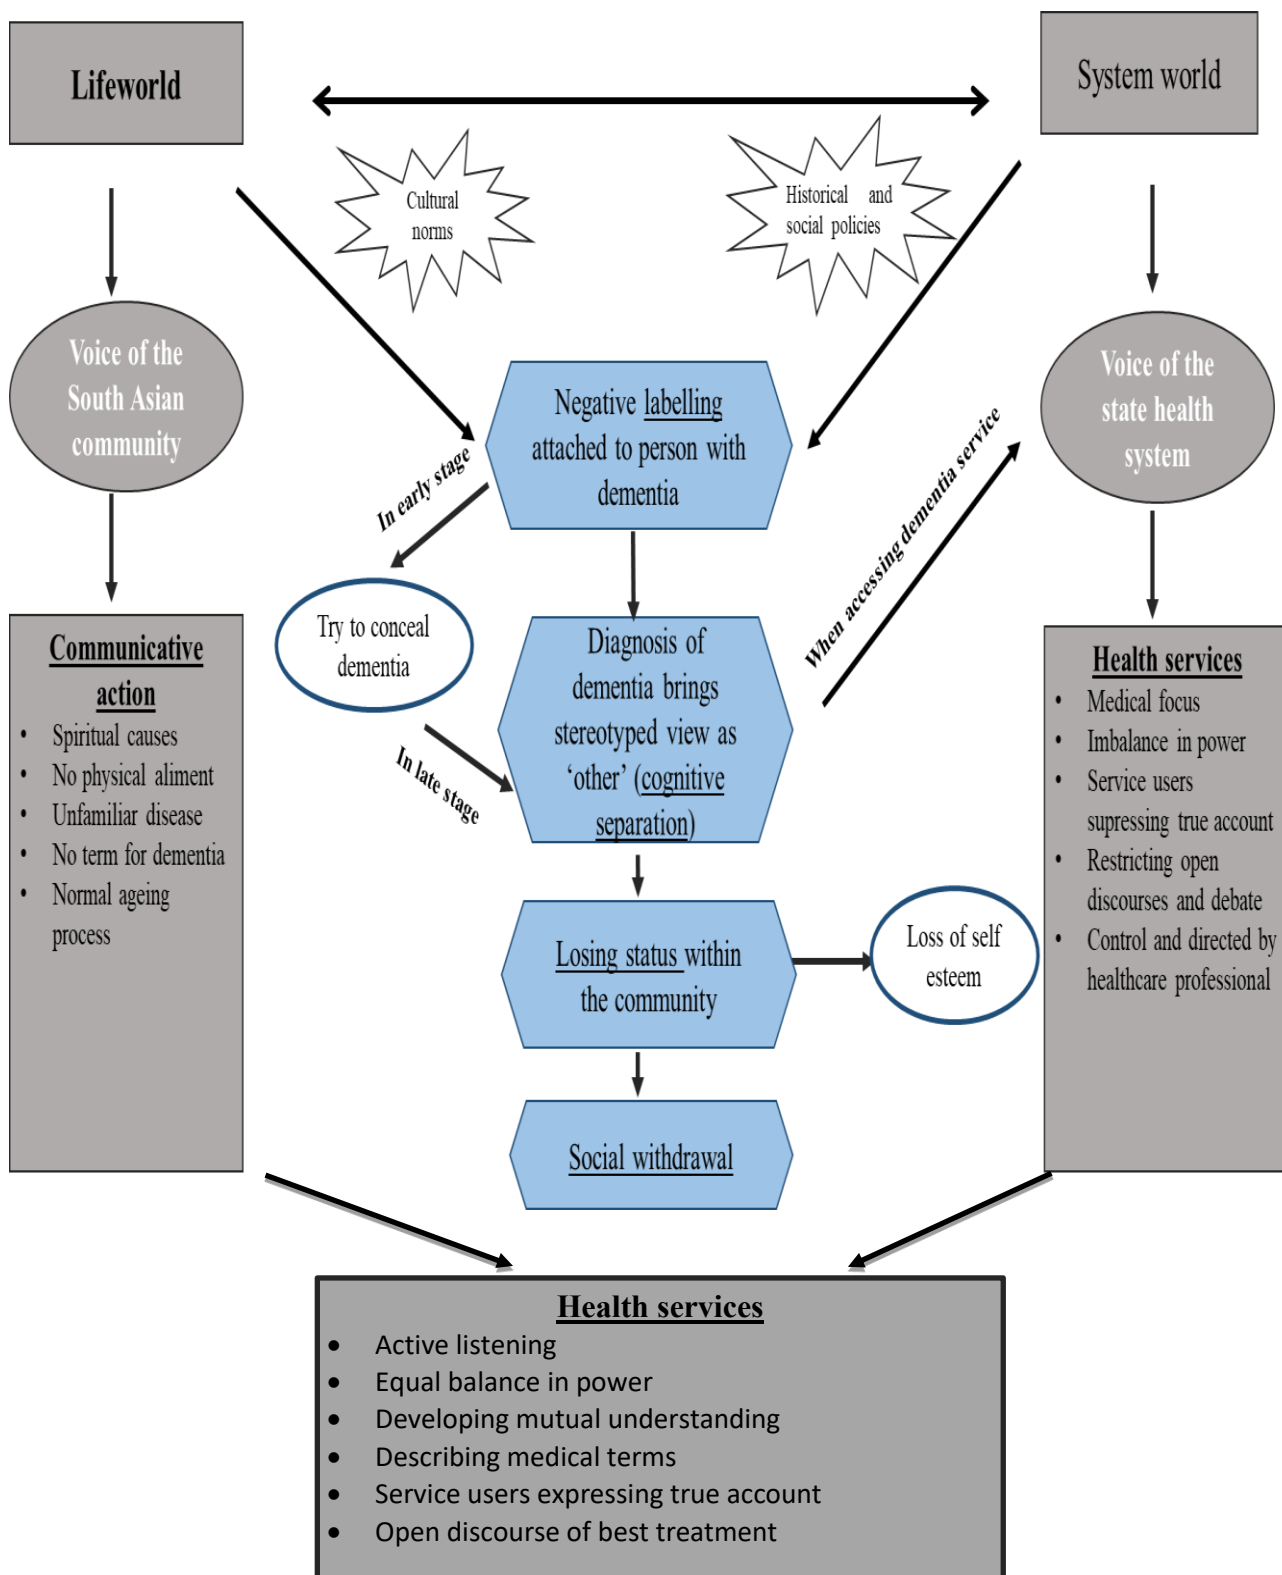 Lifeworld
System world
Cultural
norms
Historical and
social policies
Voice of the
South Asian
community
Voice of the
state health
system
Negative labelling
attached to person with
dementia
In early stage
When accessing dementia service
Try to conceal
dementia
In late stage
Diagnosis of
dementia brings
stereotyped view as
‘other’ (cognitive
separation)
Communicative
action
• Spiritual causes
• No physical aliment
• Unfamiliar disease
• No term for dementia
• Normal ageing
process
Health services
• Medical focus
• Imbalance in power
• Service users
supressing true account
• Restricting open
discourses and debate
• Control and directed by
healthcare professional
Losing status within
the community
Loss of self
esteem
Social withdrawal
Health services
• Active listening
• Equal balance in power
• Developing mutual understanding
• Describing medical terms
• Service users expressing true account
• Open discourse of best treatment